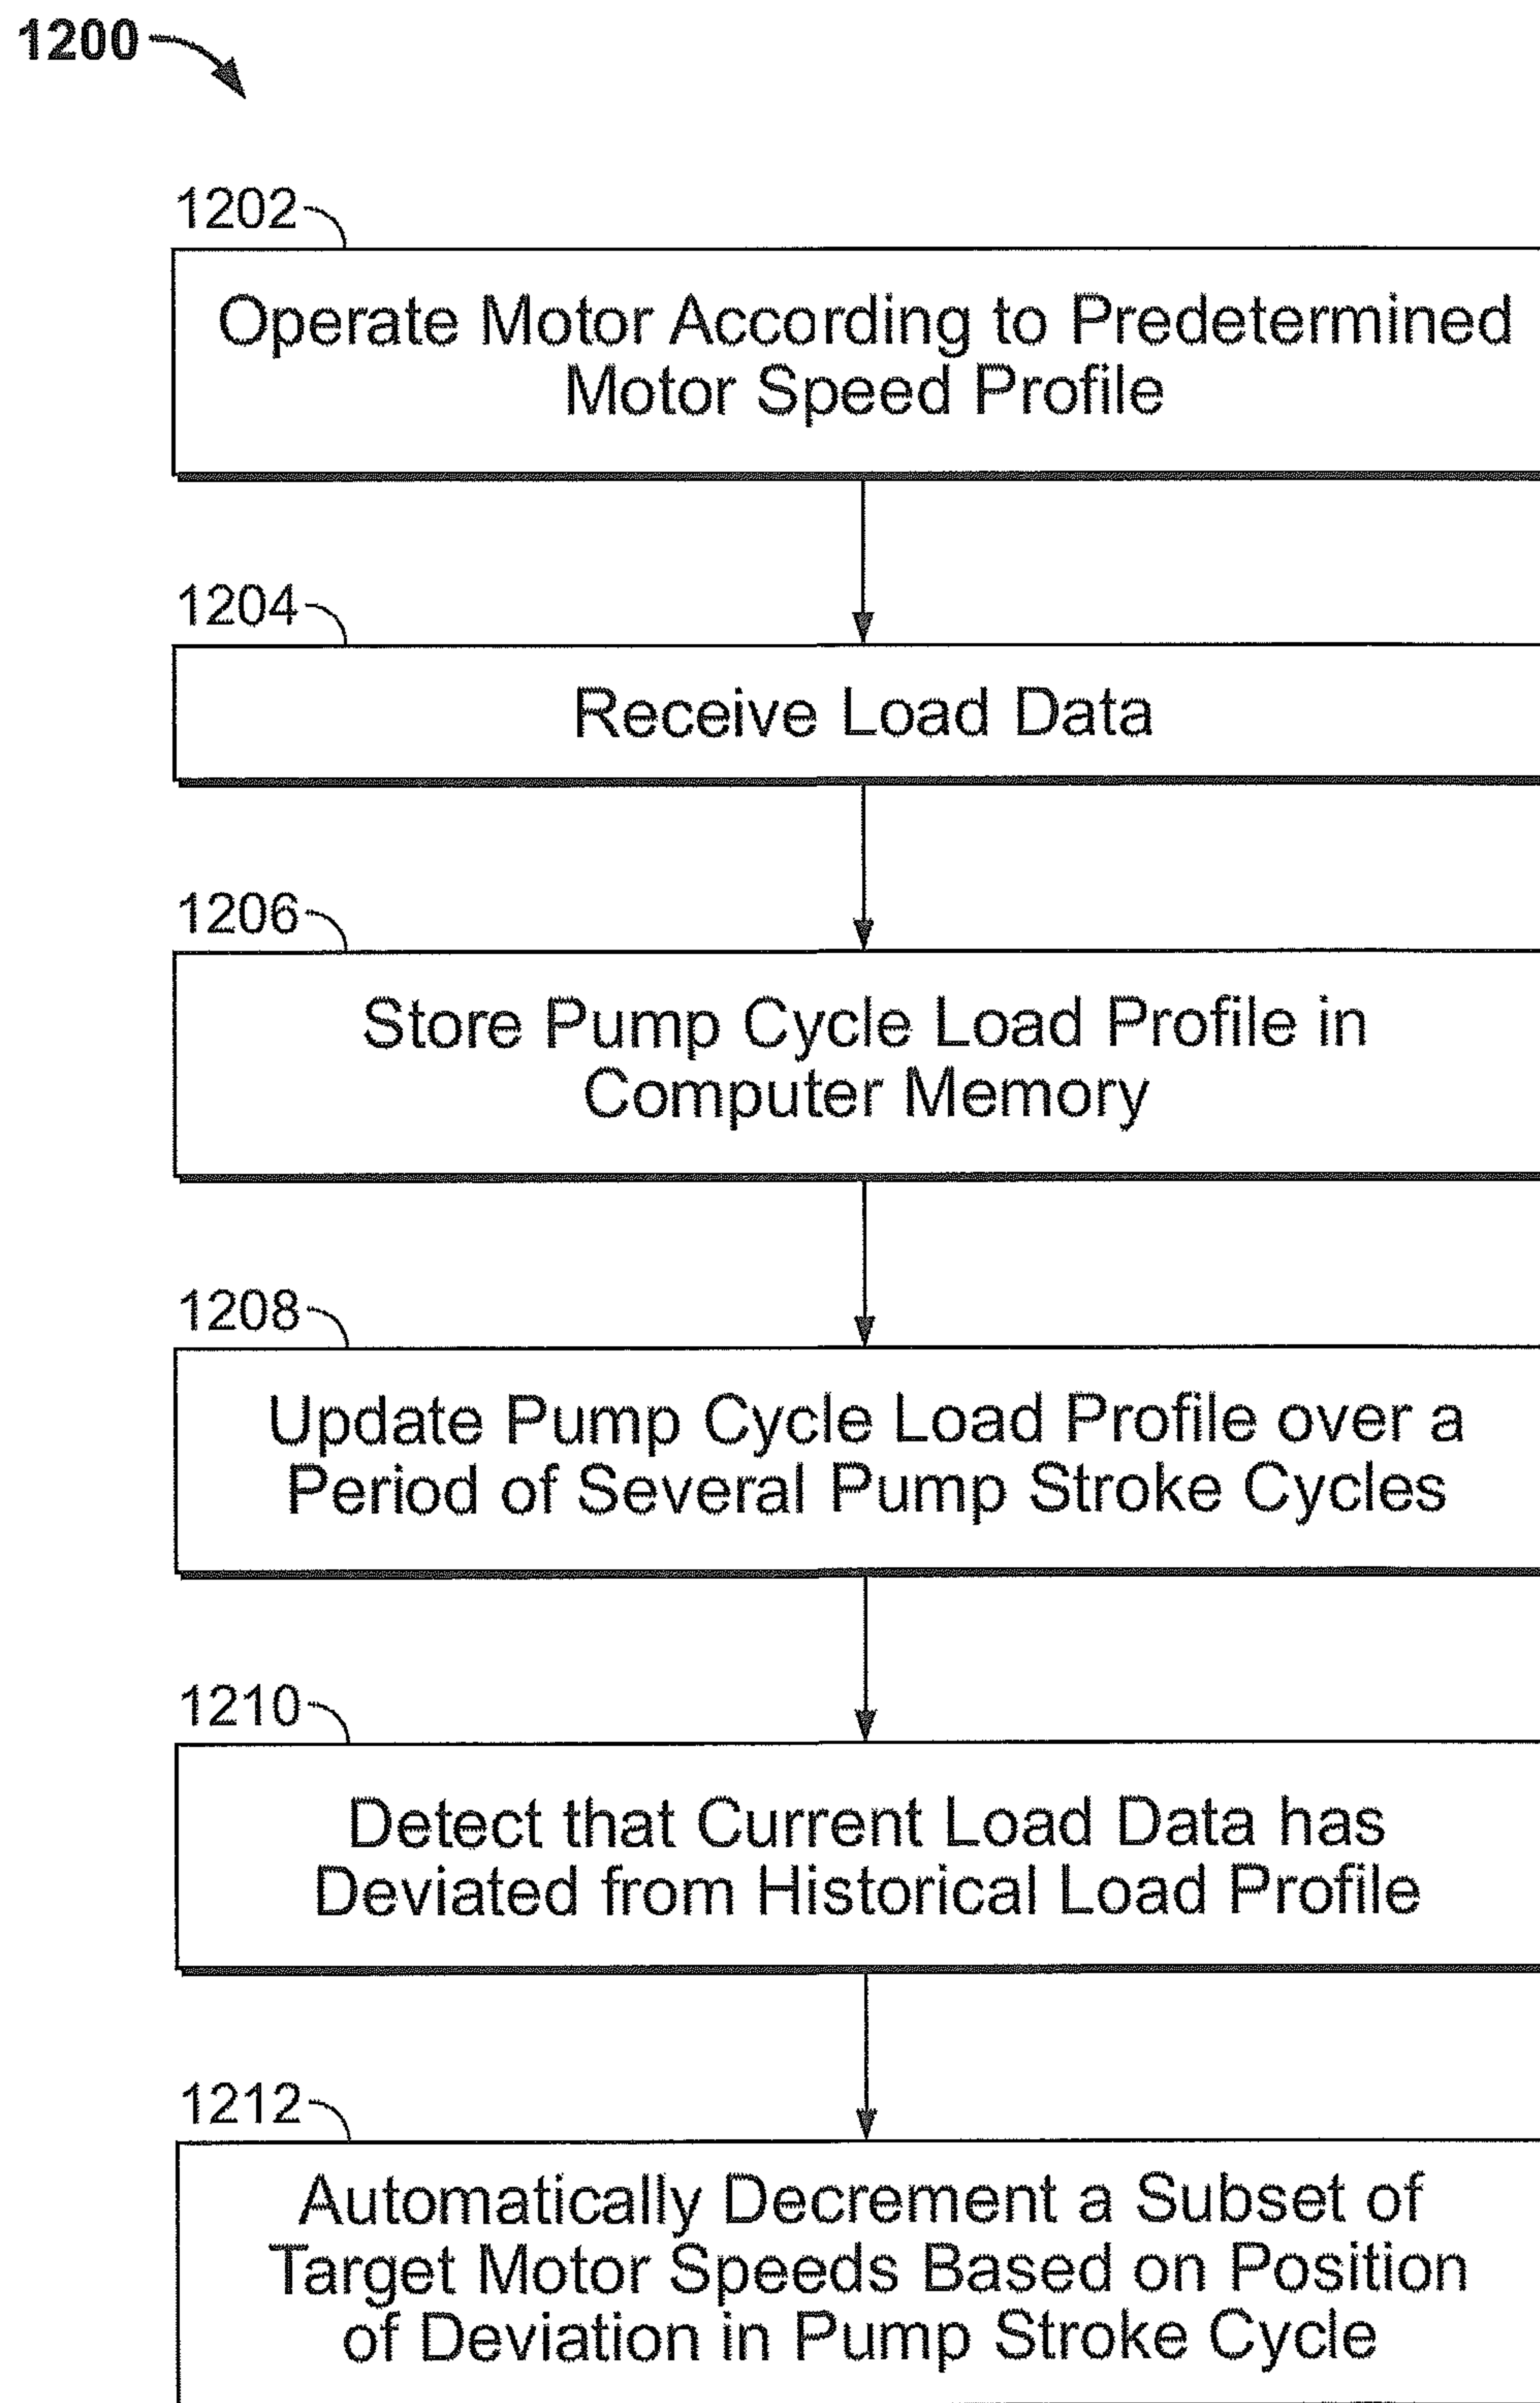 1200
1202
Operate Motor According to Predetermined
Motor Speed Profile
1204
Receive Load Data
1206
Store Pump Cycle Load Profile in
Computer Memory
1208
Update Pump Cycle Load Profile over a
Period of Several Pump Stroke Cycles
1210
Detect that Current Load Data has
Deviated from Historical Load Profile
1212
Automatically Decrement a Subset of
Target Motor Speeds Based on Position
of Deviation in Pump Stroke Cycle